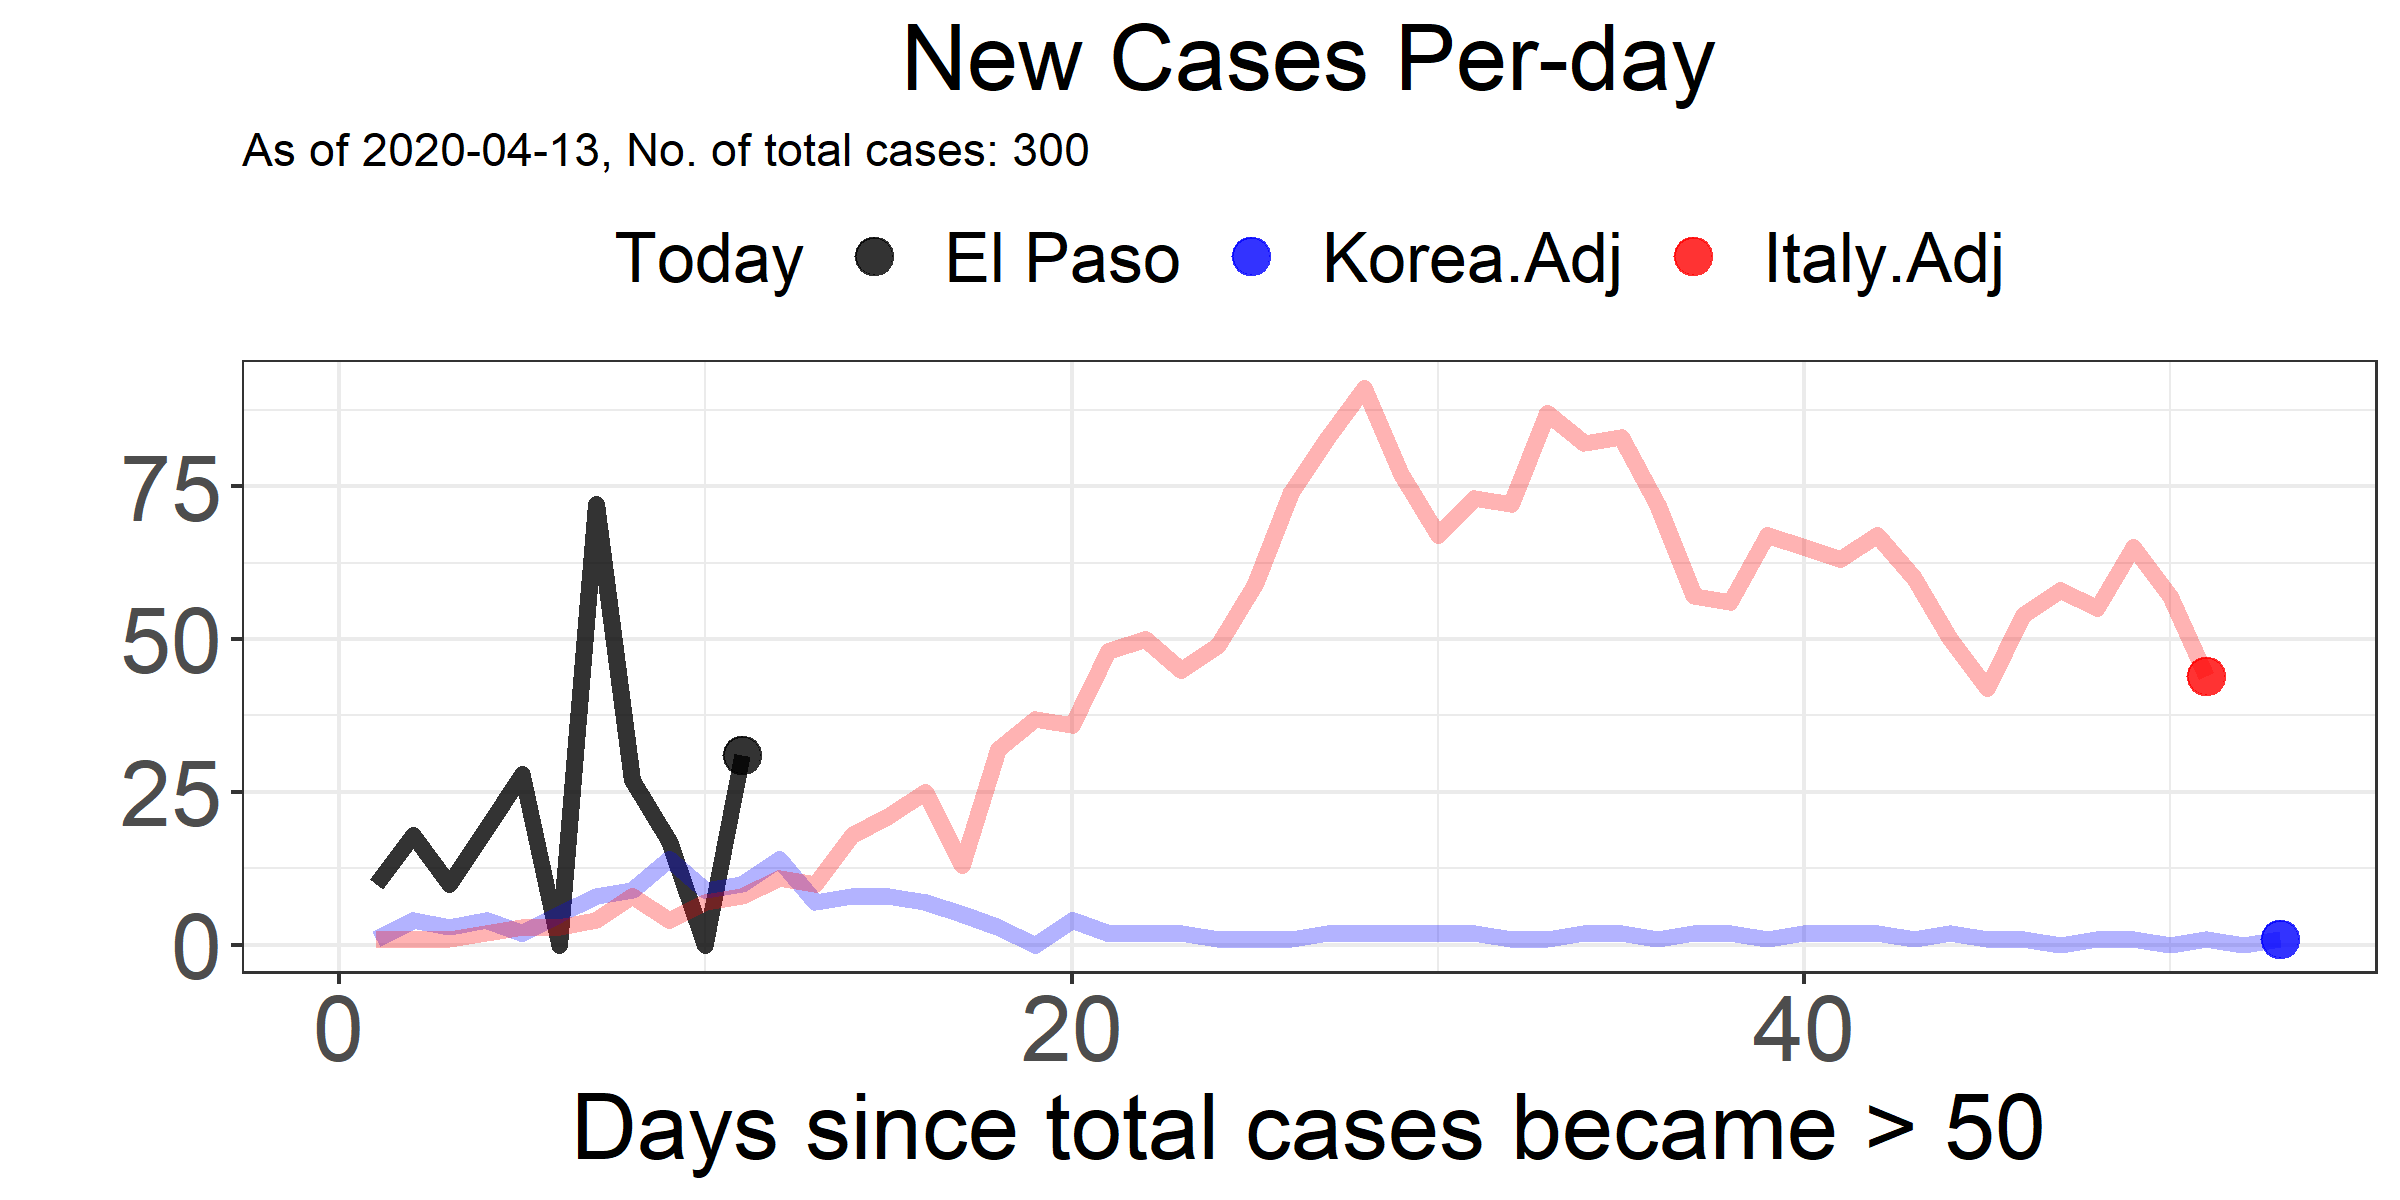 New Cases Per-day
As of 2020-04-13, No. of total cases: 300
Today El Paso Korea.Adj Italy.Adj
75
50
25
0
0 20 40
Days since total cases became > 50